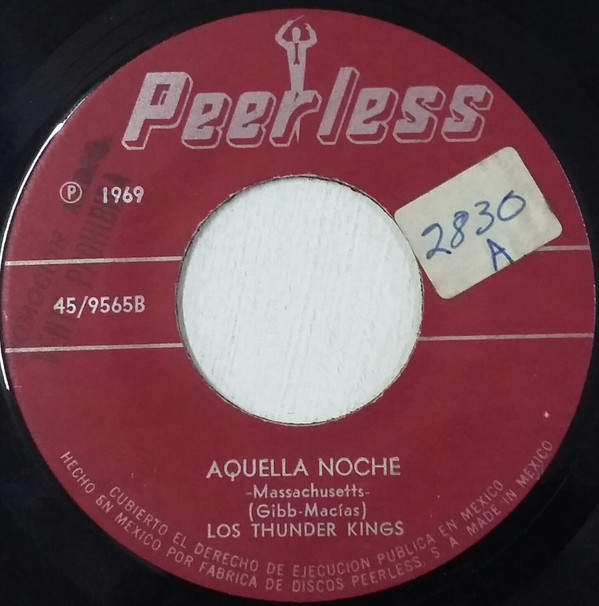 Peerless
℗ 1969
2830
A
45/9565B
AQUELLA NOCHE
-Massachusetts-
(Gibb-Macías)
LOS THUNDER KINGS
CUBIERTO EL DERECHO DE EJECUCION PUBLICA EN MEXICO
HECHO EN MEXICO POR FABRICA DE DISCOS PEERLESS, S A MADE IN MEXICO